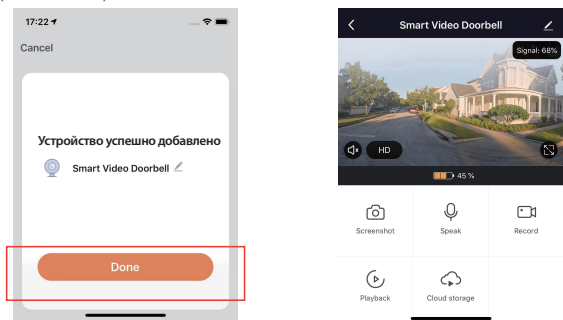 17:22
Cancel
Устройство успешно добавлено
Smart Video Doorbell
Done
Smart Video Doorbell
Signal: 68%
HD
45 %
Screenshot
Speak
Record
Playback
Cloud storage